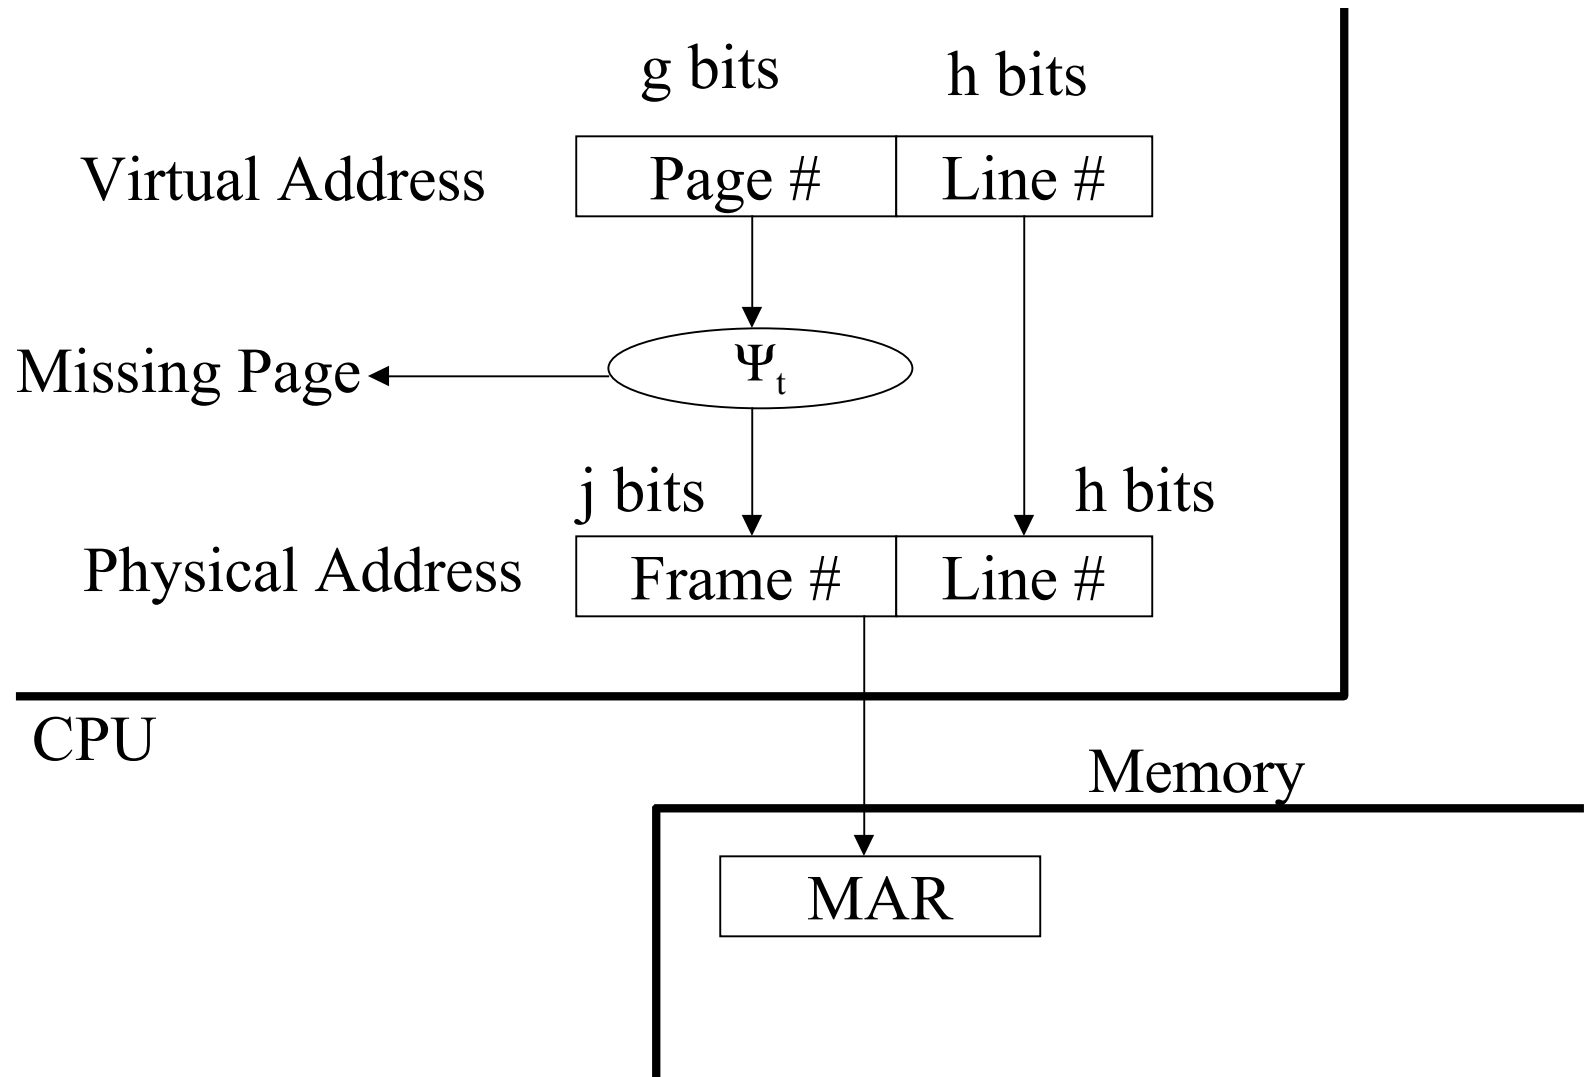 g bits
h bits
Virtual Address
Page #
Line #
Missing Page
Ψt
j bits
h bits
Physical Address
Frame #
Line #
CPU
Memory
MAR